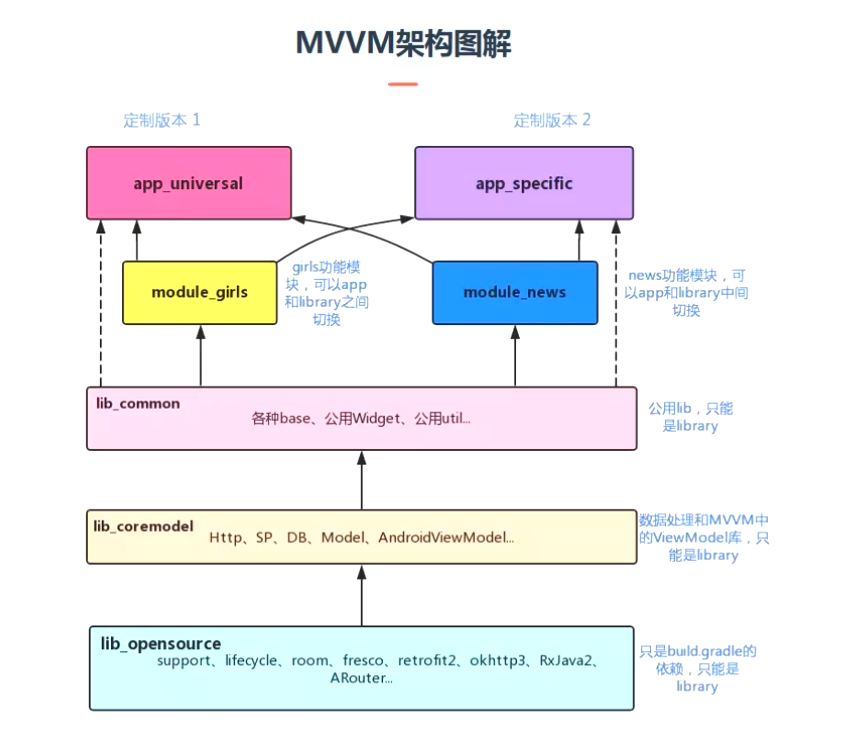 MVVM架构图解
定制版本 1
定制版本 2
app_universal
app_specific
module_girls
girls功能模
块，可以app
和library之间
切换
module_news
news功能模块，可
以app和library中间
切换
lib_common
各种base、公用Widget、公用util...
公用lib，只能
是library
lib_coremodel
Http、SP、DB、Model、AndroidViewModel...
数据处理和MVVM中
的ViewModel库，只
能是library
lib_opensource
support、lifecycle、room、fresco、retrofit2、okhttp3、RxJava2、
ARouter...
只是build.gradle的
依赖，只能是
library